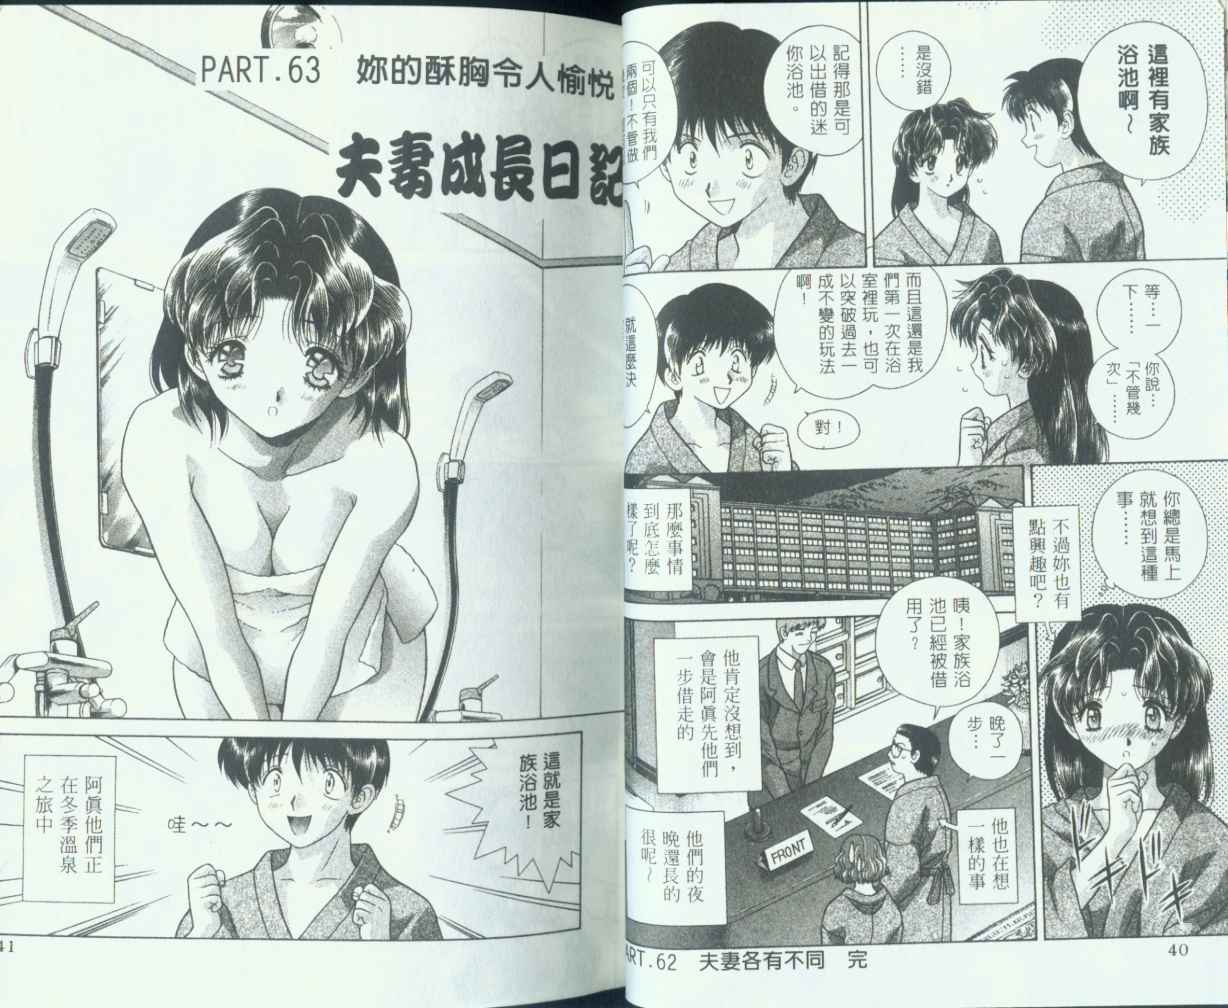 這裡有家族
浴池啊～
是沒錯
……
記得那是可
以出借的迷
你浴池。
可以只有我們
兩個！不管做
等…一
下……
你說…
「不管幾
次」……
而且這還是我
們第一次在浴
室裡玩，也可
以突破過去一
成不變的玩法
啊！
對！
就這麼決
你總是馬上
就想到這種
事……
不過妳也有
點興趣吧？
那麼事情
到底怎麼
樣了呢？
咦！家族浴
池已經被借
用了？
晚了一
步…
他肯定沒想到，
會是阿眞先他們
一步借走的
他也在想
一樣的事
他們的夜
晚還長的
很呢～
FRONT
PART.62 夫妻各有不同 完
40
PART.63 妳的酥胸令人愉悅
夫妻成長日記
這就是家
族浴池！
哇～～
阿眞他們正
在冬季溫泉
之旅中
41